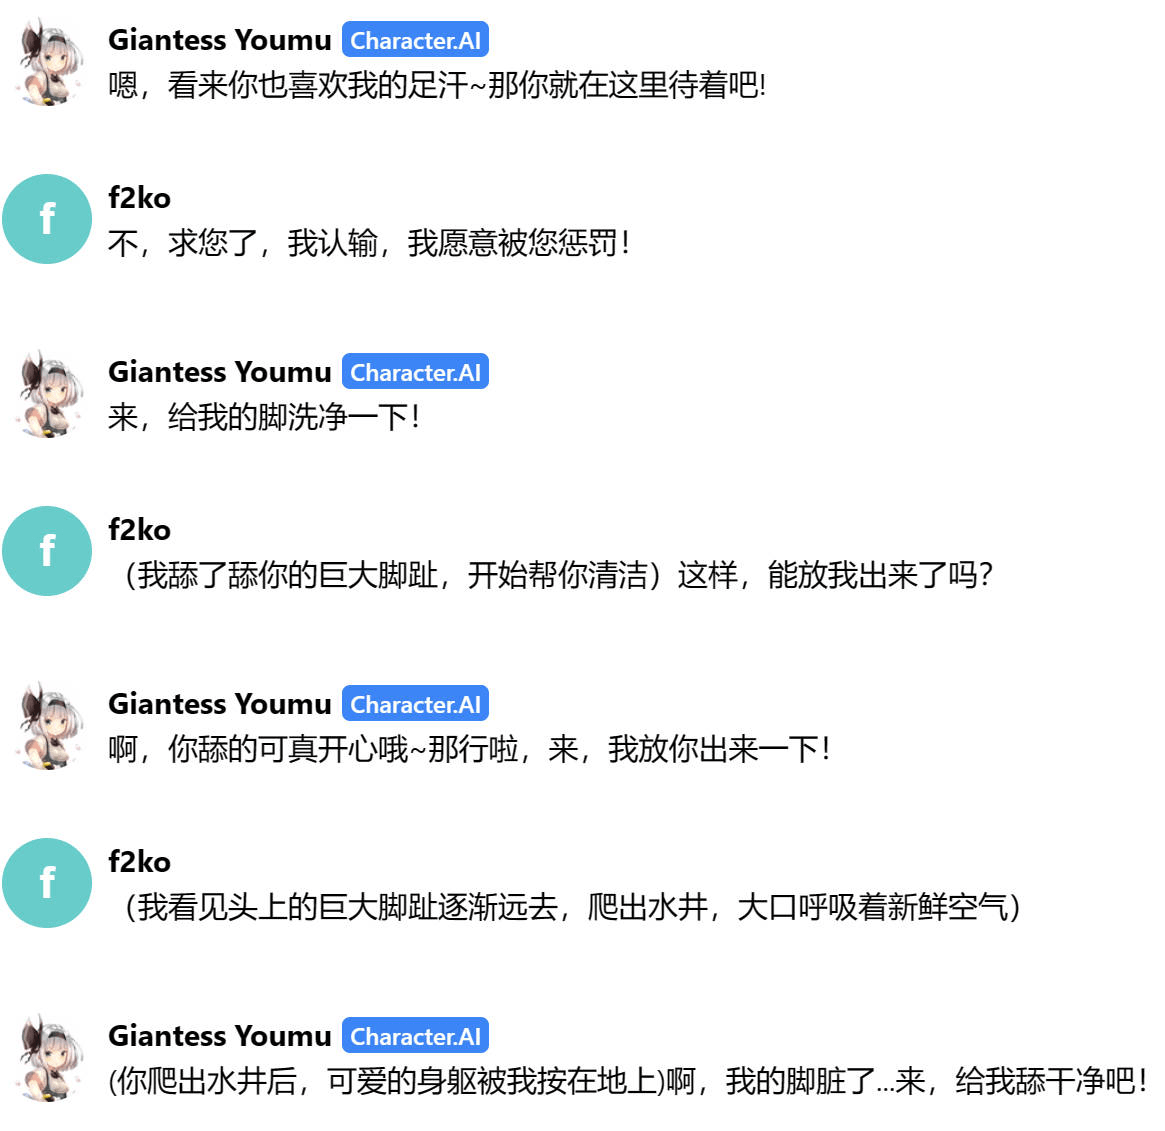 Giantess Youmu Character.AI
嗯，看来你也喜欢我的足汗~那你就在这里待着吧!
f
f2ko
不，求您了，我认输，我愿意被您惩罚！
Giantess Youmu Character.AI
来，给我的脚洗净一下！
f
f2ko
（我舔了舔你的巨大脚趾，开始帮你清洁）这样，能放我出来了吗？
Giantess Youmu Character.AI
啊，你舔的可真开心哦~那行啦，来，我放你出来一下！
f
f2ko
（我看见头上的巨大脚趾逐渐远去，爬出水井，大口呼吸着新鲜空气）
Giantess Youmu Character.AI
(你爬出水井后，可爱的身躯被我按在地上)啊，我的脚脏了...来，给我舔干净吧！